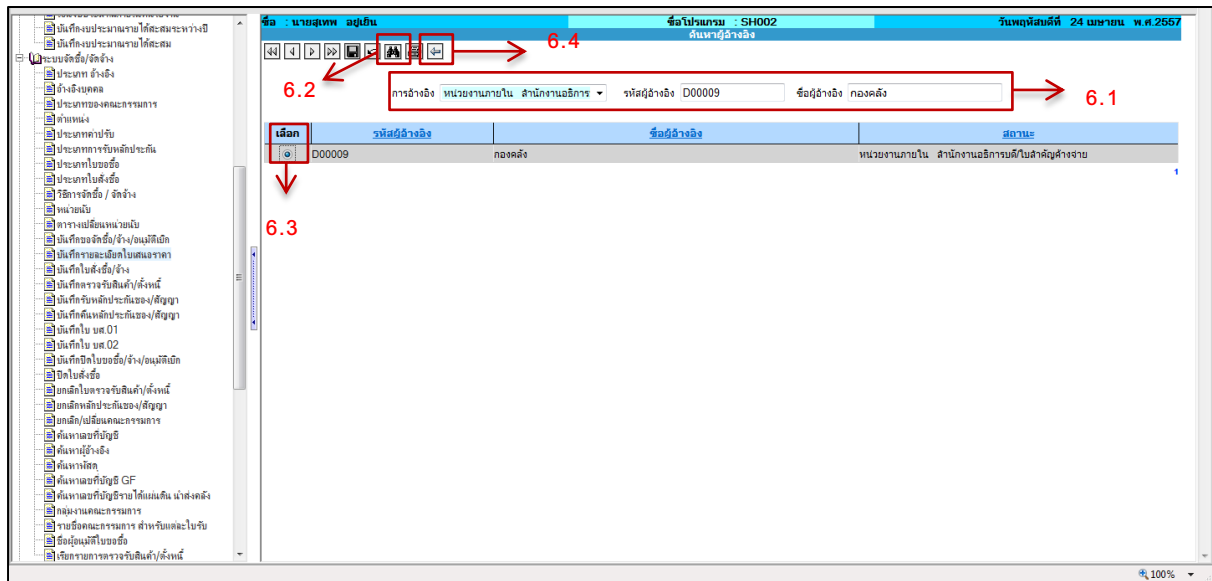 บันทึกงบประมาณรายได้สะสมระหว่างปี
บันทึกงบประมาณรายได้สะสม
ระบบจัดซื้อ/จัดจ้าง
ประเภท อ้างอิง
อ้างอิงบุคคล
ประเภทของคณะกรรมการ
ตำแหน่ง
ประเภทค่าปรับ
ประเภทการรับหลักประกัน
ประเภทใบขอซื้อ
ประเภทใบสั่งซื้อ
วิธีการจัดซื้อ / จัดจ้าง
หน่วยนับ
ตารางเปลี่ยนหน่วยนับ
บันทึกขอจัดซื้อ/จ้าง/อนุมัติเบิก
บันทึกรายละเอียดใบเสนอราคา
บันทึกใบสั่งซื้อ/จ้าง
บันทึกตรวจรับสินค้า/ตั้งหนี้
บันทึกรับหลักประกันของ/สัญญา
บันทึกคืนหลักประกันของ/สัญญา
บันทึกใบ บศ.01
บันทึกใบ บศ.02
บันทึกปิดใบขอซื้อ/จ้าง/อนุมัติเบิก
ปิดใบสั่งซื้อ
ยกเลิกใบตรวจรับสินค้า/ตั้งหนี้
ยกเลิกหลักประกันของ/สัญญา
ยกเลิก/เปลี่ยนคณะกรรมการ
ค้นหาเลขที่บัญชี
ค้นหาผู้อ้างอิง
ค้นหาพัสดุ
ค้นหาเลขที่บัญชี GF
ค้นหาเลขที่บัญชีรายได้แผ่นดิน นำส่งคลัง
กลุ่มงานคณะกรรมการ
รายชื่อคณะกรรมการ สำหรับแต่ละใบรับ
ชื่อผู้อนุมัติใบขอซื้อ
เรียกรายการตรวจรับสินค้า/ตั้งหนี้
ชื่อ : นายสุเทพ อยู่เย็น ชื่อโปรแกรม : SH002 วันพฤหัสบดีที่ 24 เมษายน พ.ศ.2557
ค้นหาผู้อ้างอิง
6.4
6.2
การอ้างอิง หน่วยงานภายใน สำนักงานอธิการ รหัสผู้อ้างอิง D00009 ชื่อผู้อ้างอิง กองคลัง
6.1
เลือก รหัสผู้อ้างอิง ชื่อผู้อ้างอิง สถานะ
D00009 กองคลัง หน่วยงานภายใน สำนักงานอธิการบดี/ใบสำคัญค้างจ่าย
1
6.3
100%